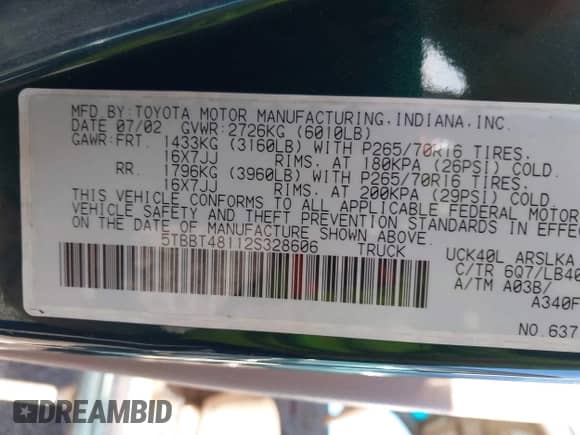 MFD BY:TOYOTA MOTOR MANUFACTURING.INDIANA.INC.
DATE 07/02 GVWR:2726KG (6010LB)
GAWR:FRT. 1433KG (3160LB) WITH P265/70R16 TIRES.
16X7JJ RIMS. AT 180KPA (26PSI) COLD.
RR. 1796KG (3960LB) WITH P265/70R16 TIRES.
16X7JJ RIMS. AT 200KPA (29PSI) COLD.
THIS VEHICLE CONFORMS TO ALL APPLICABLE FEDERAL MOTOR
VEHICLE SAFETY AND THEFT PREVENTION STANDARDS IN EFFEC
ON THE DATE OF MANUFACTURE SHOWN ABOVE.
5TBBT48112S328606 TRUCK
UCK40L ARSLKA
C/IR 6Q7/LB40
A/TM A03B/
A340F
NO.637
DREAMBID